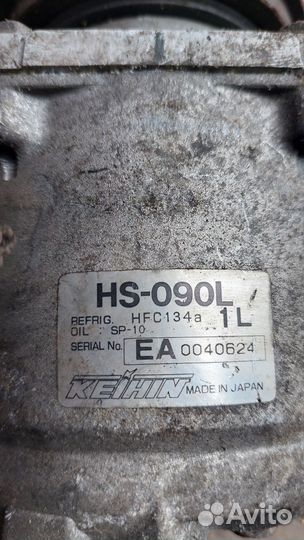 HS-090L
REFRIG. HFC134a 1L
OIL : SP-10
SERIAL No. EA 0040624
KEIHIN MADE IN JAPAN
Avito